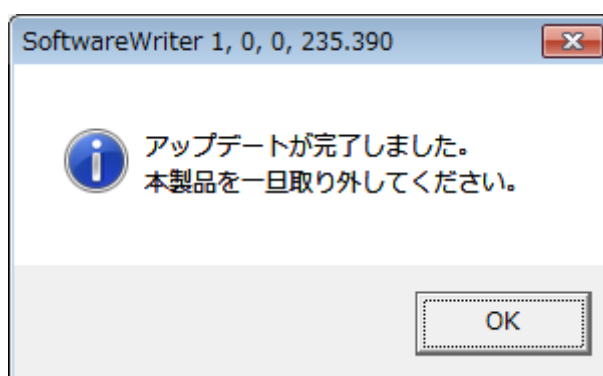 SoftwareWriter 1, 0, 0, 235.390
アップデートが完了しました。
本製品を一旦取り外してください。
OK